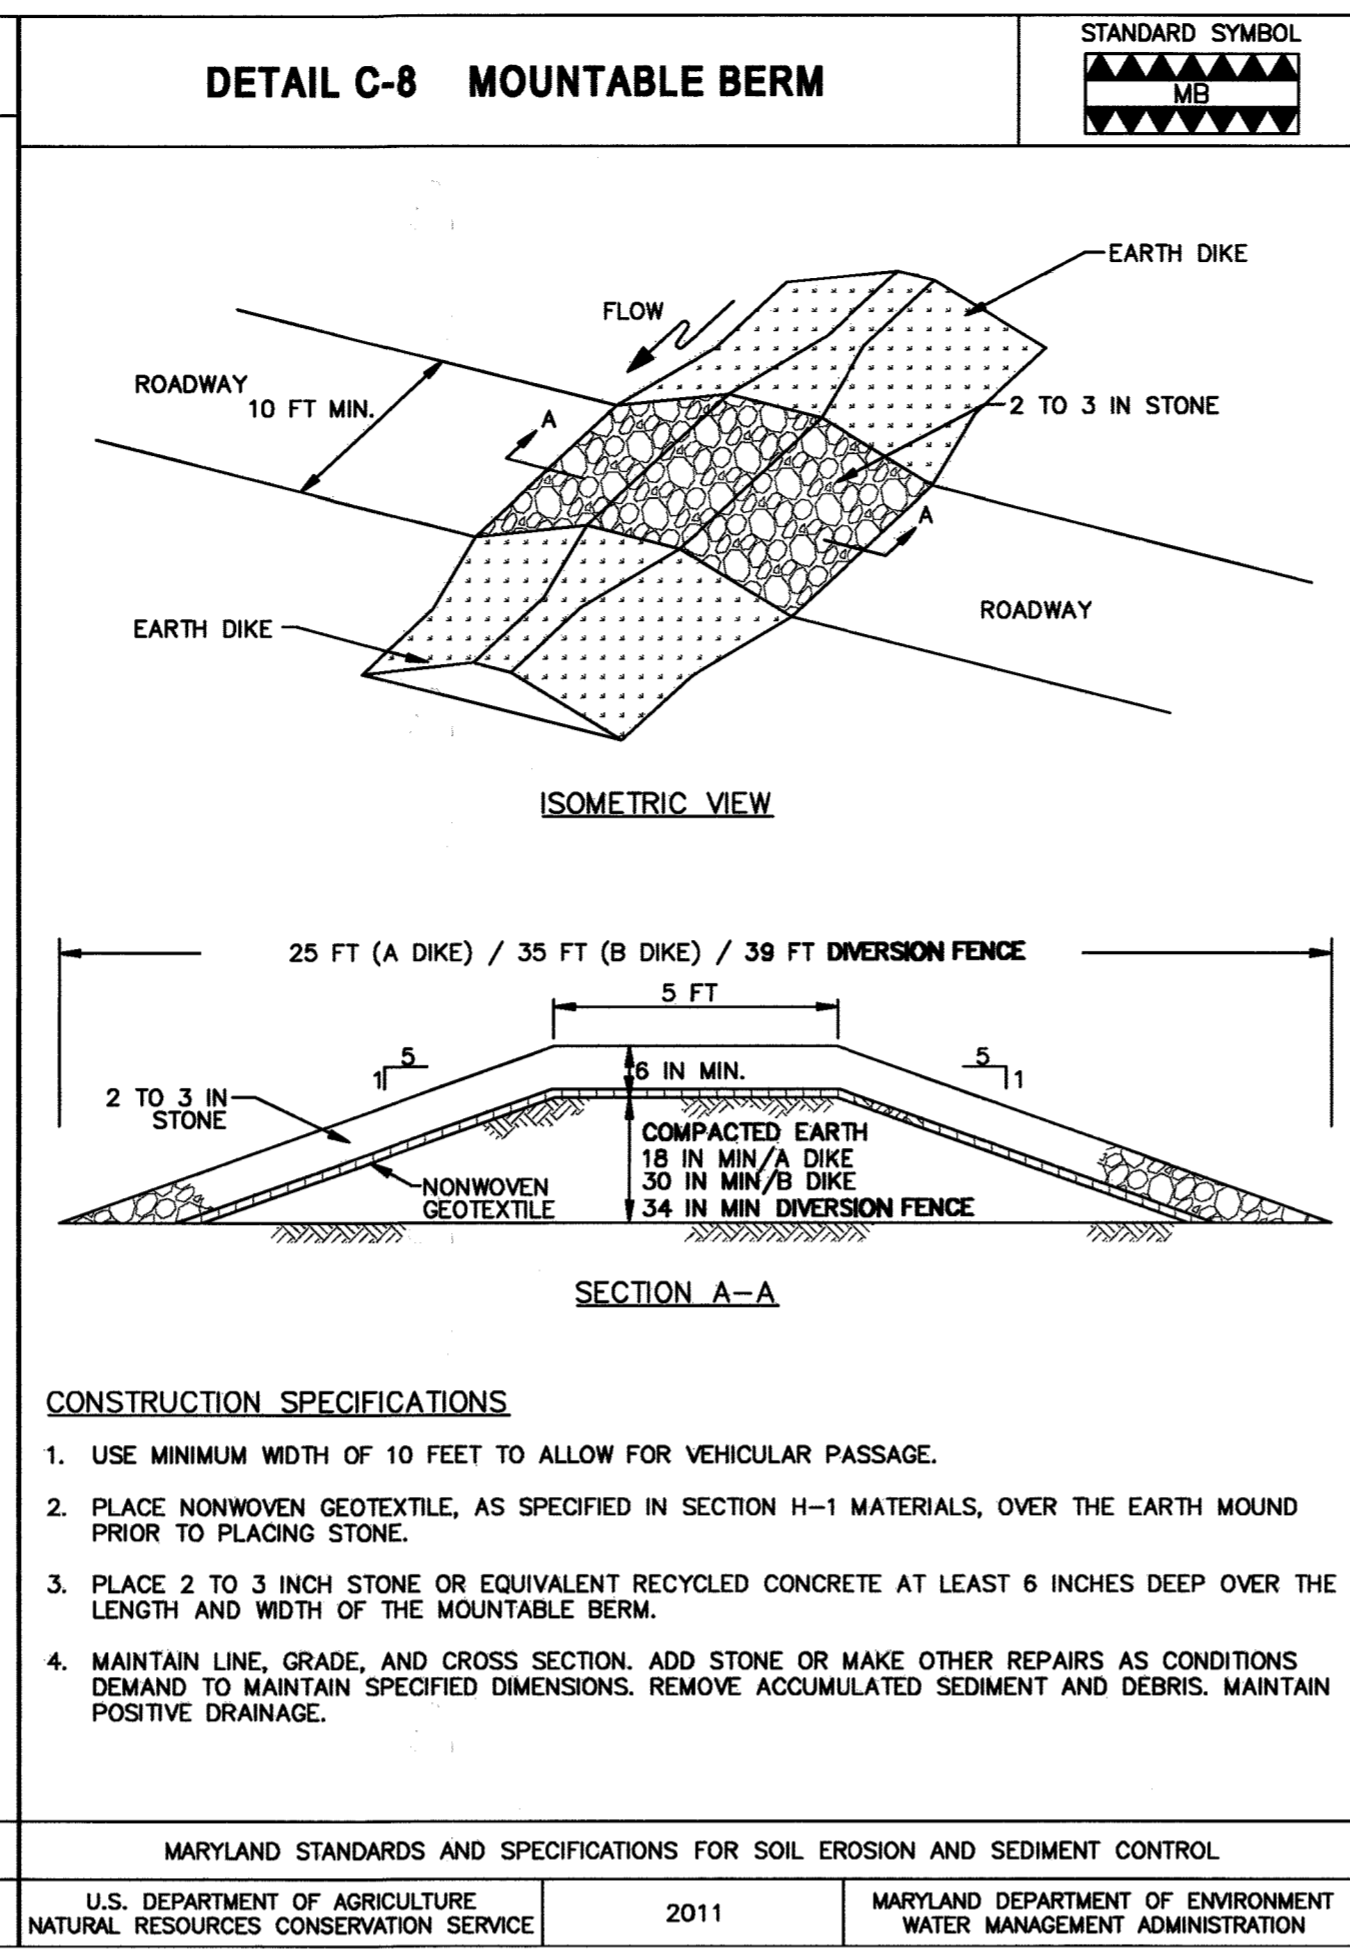 DETAIL C-8 MOUNTABLE BERM
STANDARD SYMBOL
MB
EARTH DIKE
FLOW
ROADWAY
10 FT MIN.
A
2 TO 3 IN STONE
A
ROADWAY
EARTH DIKE
ISOMETRIC VIEW
25 FT (A DIKE) / 35 FT (B DIKE) / 39 FT DIVERSION FENCE
5 FT
5
1
6 IN MIN.
5
1
2 TO 3 IN
STONE
NONWOVEN
GEOTEXTILE
COMPACTED EARTH
18 IN MIN/A DIKE
30 IN MIN/B DIKE
34 IN MIN DIVERSION FENCE
SECTION A-A
CONSTRUCTION SPECIFICATIONS
1. USE MINIMUM WIDTH OF 10 FEET TO ALLOW FOR VEHICULAR PASSAGE.
2. PLACE NONWOVEN GEOTEXTILE, AS SPECIFIED IN SECTION H-1 MATERIALS, OVER THE EARTH MOUND
PRIOR TO PLACING STONE.
3. PLACE 2 TO 3 INCH STONE OR EQUIVALENT RECYCLED CONCRETE AT LEAST 6 INCHES DEEP OVER THE
LENGTH AND WIDTH OF THE MOUNTABLE BERM.
4. MAINTAIN LINE, GRADE, AND CROSS SECTION. ADD STONE OR MAKE OTHER REPAIRS AS CONDITIONS
DEMAND TO MAINTAIN SPECIFIED DIMENSIONS. REMOVE ACCUMULATED SEDIMENT AND DEBRIS. MAINTAIN
POSITIVE DRAINAGE.
MARYLAND STANDARDS AND SPECIFICATIONS FOR SOIL EROSION AND SEDIMENT CONTROL
U.S. DEPARTMENT OF AGRICULTURE
NATURAL RESOURCES CONSERVATION SERVICE
2011
MARYLAND DEPARTMENT OF ENVIRONMENT
WATER MANAGEMENT ADMINISTRATION